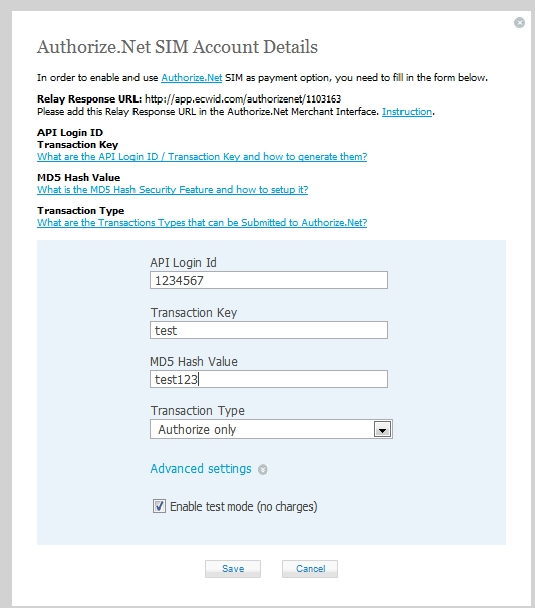 Authorize.Net SIM Account Details
In order to enable and use Authorize.Net SIM as payment option, you need to fill in the form below.
Relay Response URL: http://app.ecwid.com/authorizenet/1103163
Please add this Relay Response URL in the Authorize.Net Merchant Interface. Instruction.
API Login ID
Transaction Key
What are the API Login ID / Transaction Key and how to generate them?
MD5 Hash Value
What is the MD5 Hash Security Feature and how to setup it?
Transaction Type
What are the Transactions Types that can be Submitted to Authorize.Net?
API Login Id
1234567
Transaction Key
test
MD5 Hash Value
test123
Transaction Type
Authorize only
Advanced settings
Enable test mode (no charges)
Save Cancel